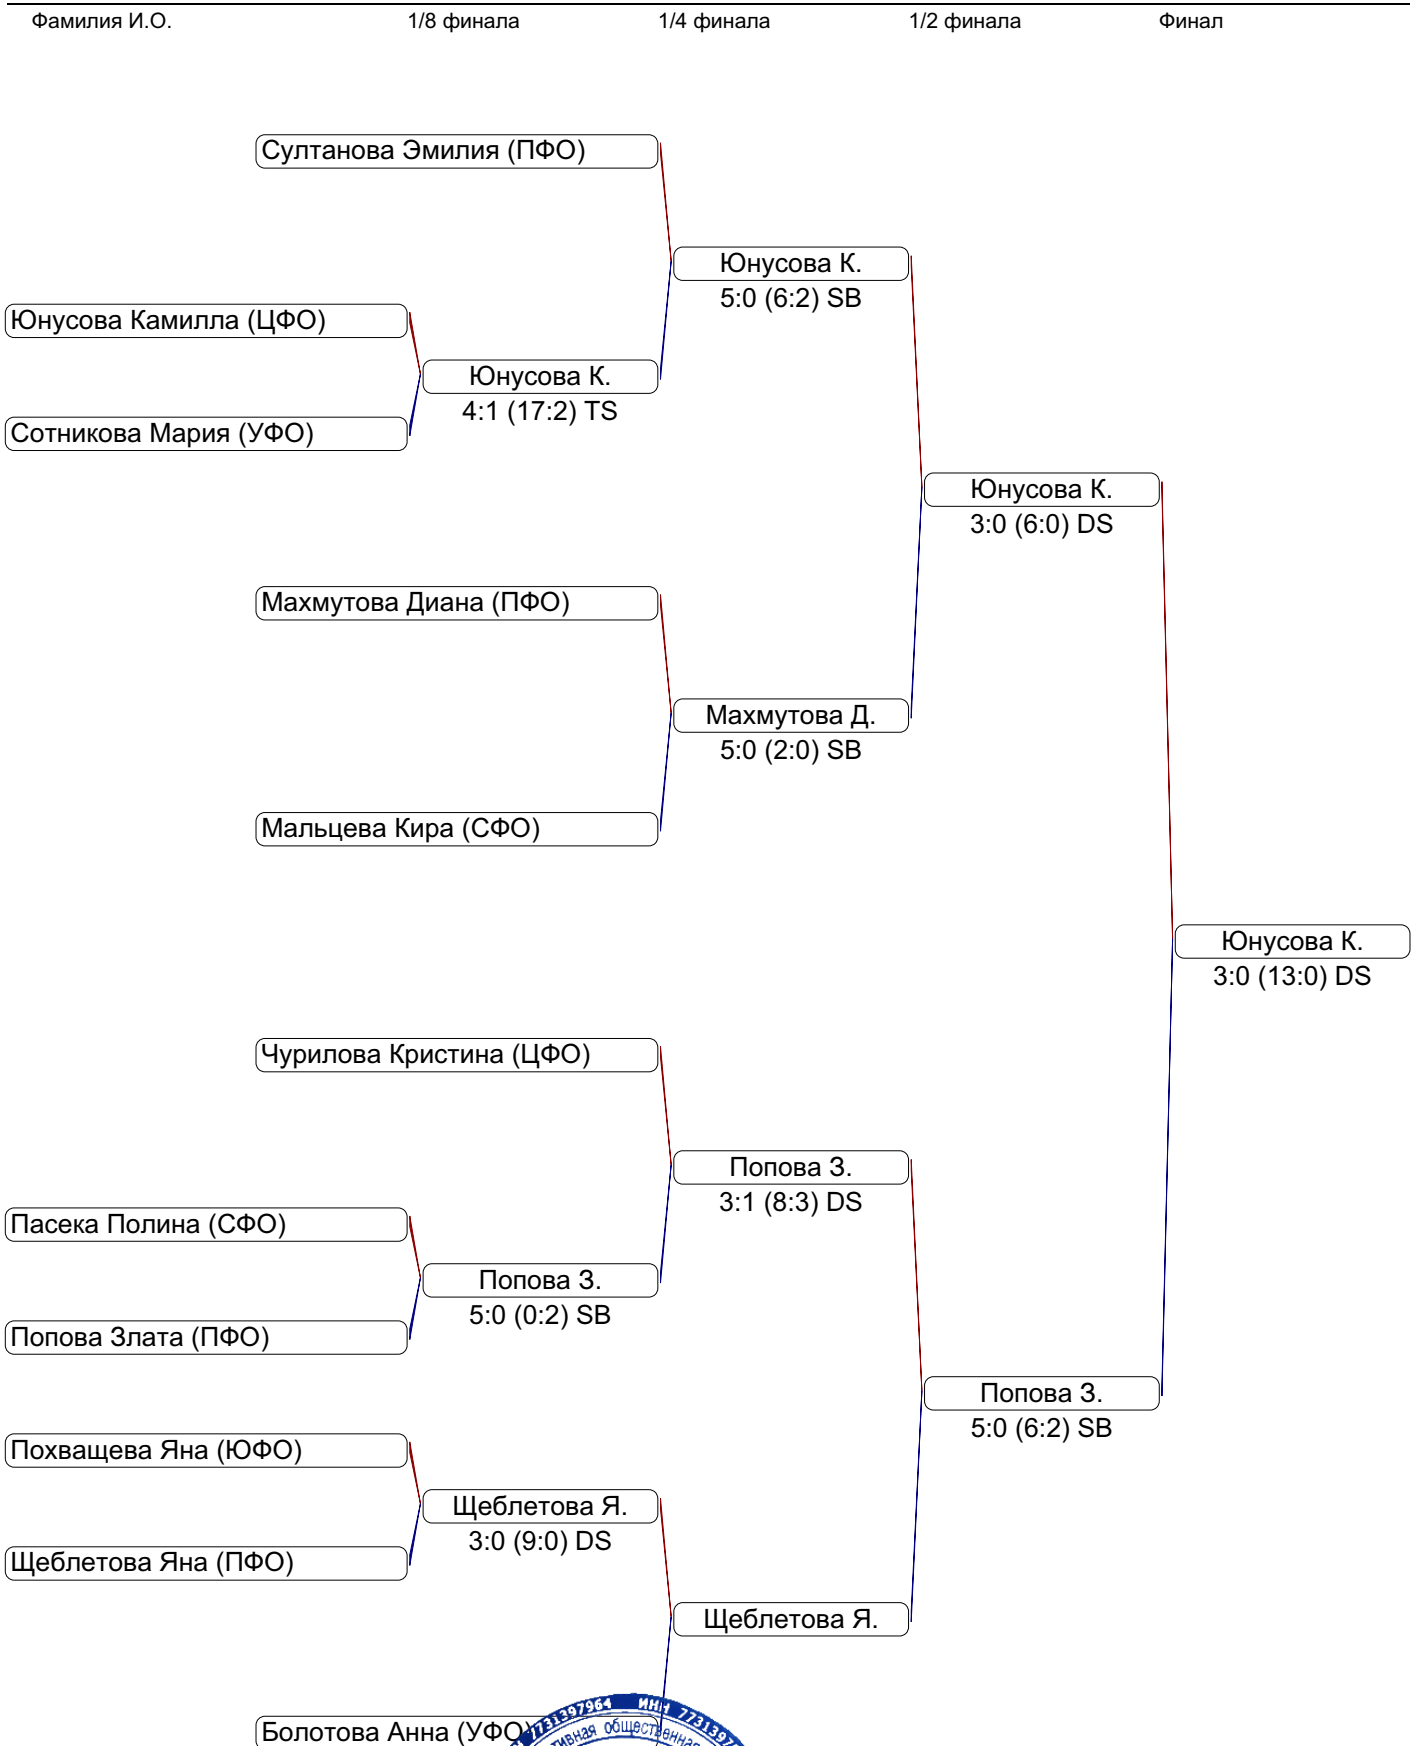 Фамилия И.О. 1/8 финала 1/4 финала 1/2 финала Финал
Султанова Эмилия (ПФО)
Юнусова К.
5:0 (6:2) SB
Юнусова Камилла (ЦФО)
Юнусова К.
4:1 (17:2) TS
Сотникова Мария (УФО)
Юнусова К.
3:0 (6:0) DS
Махмутова Диана (ПФО)
Махмутова Д.
5:0 (2:0) SB
Мальцева Кира (СФО)
Юнусова К.
3:0 (13:0) DS
Чурилова Кристина (ЦФО)
Попова З.
3:1 (8:3) DS
Пасека Полина (СФО)
Попова З.
5:0 (0:2) SB
Попова Злата (ПФО)
Попова З.
5:0 (6:2) SB
Похващева Яна (ЮФО)
Щеблетова Я.
3:0 (9:0) DS
Щеблетова Яна (ПФО)
Щеблетова Я.
Болотова Анна (УФО)
7731397964 ИНН
общественная